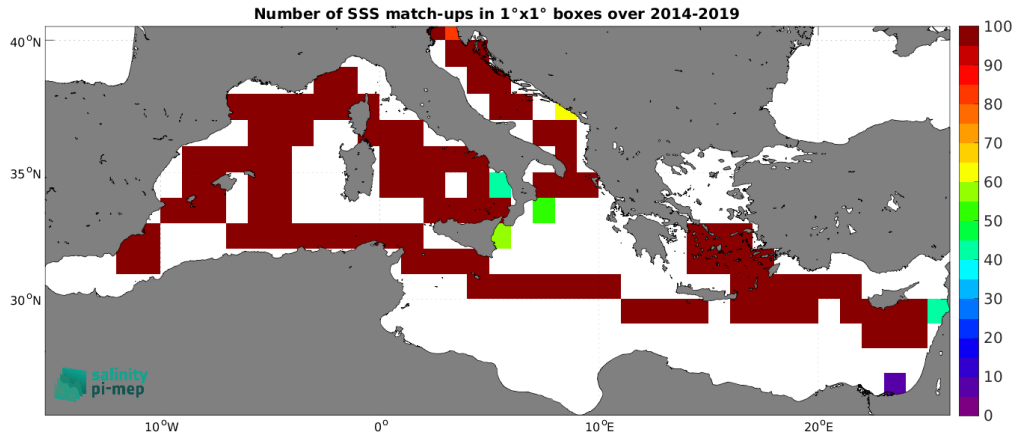 Number of SSS match-ups in 1°x1° boxes over 2014-2019
40°N
35°N
30°N
10°W
0°
10°E
20°E
100
90
80
70
60
50
40
30
20
10
0
salinity
pi-mep